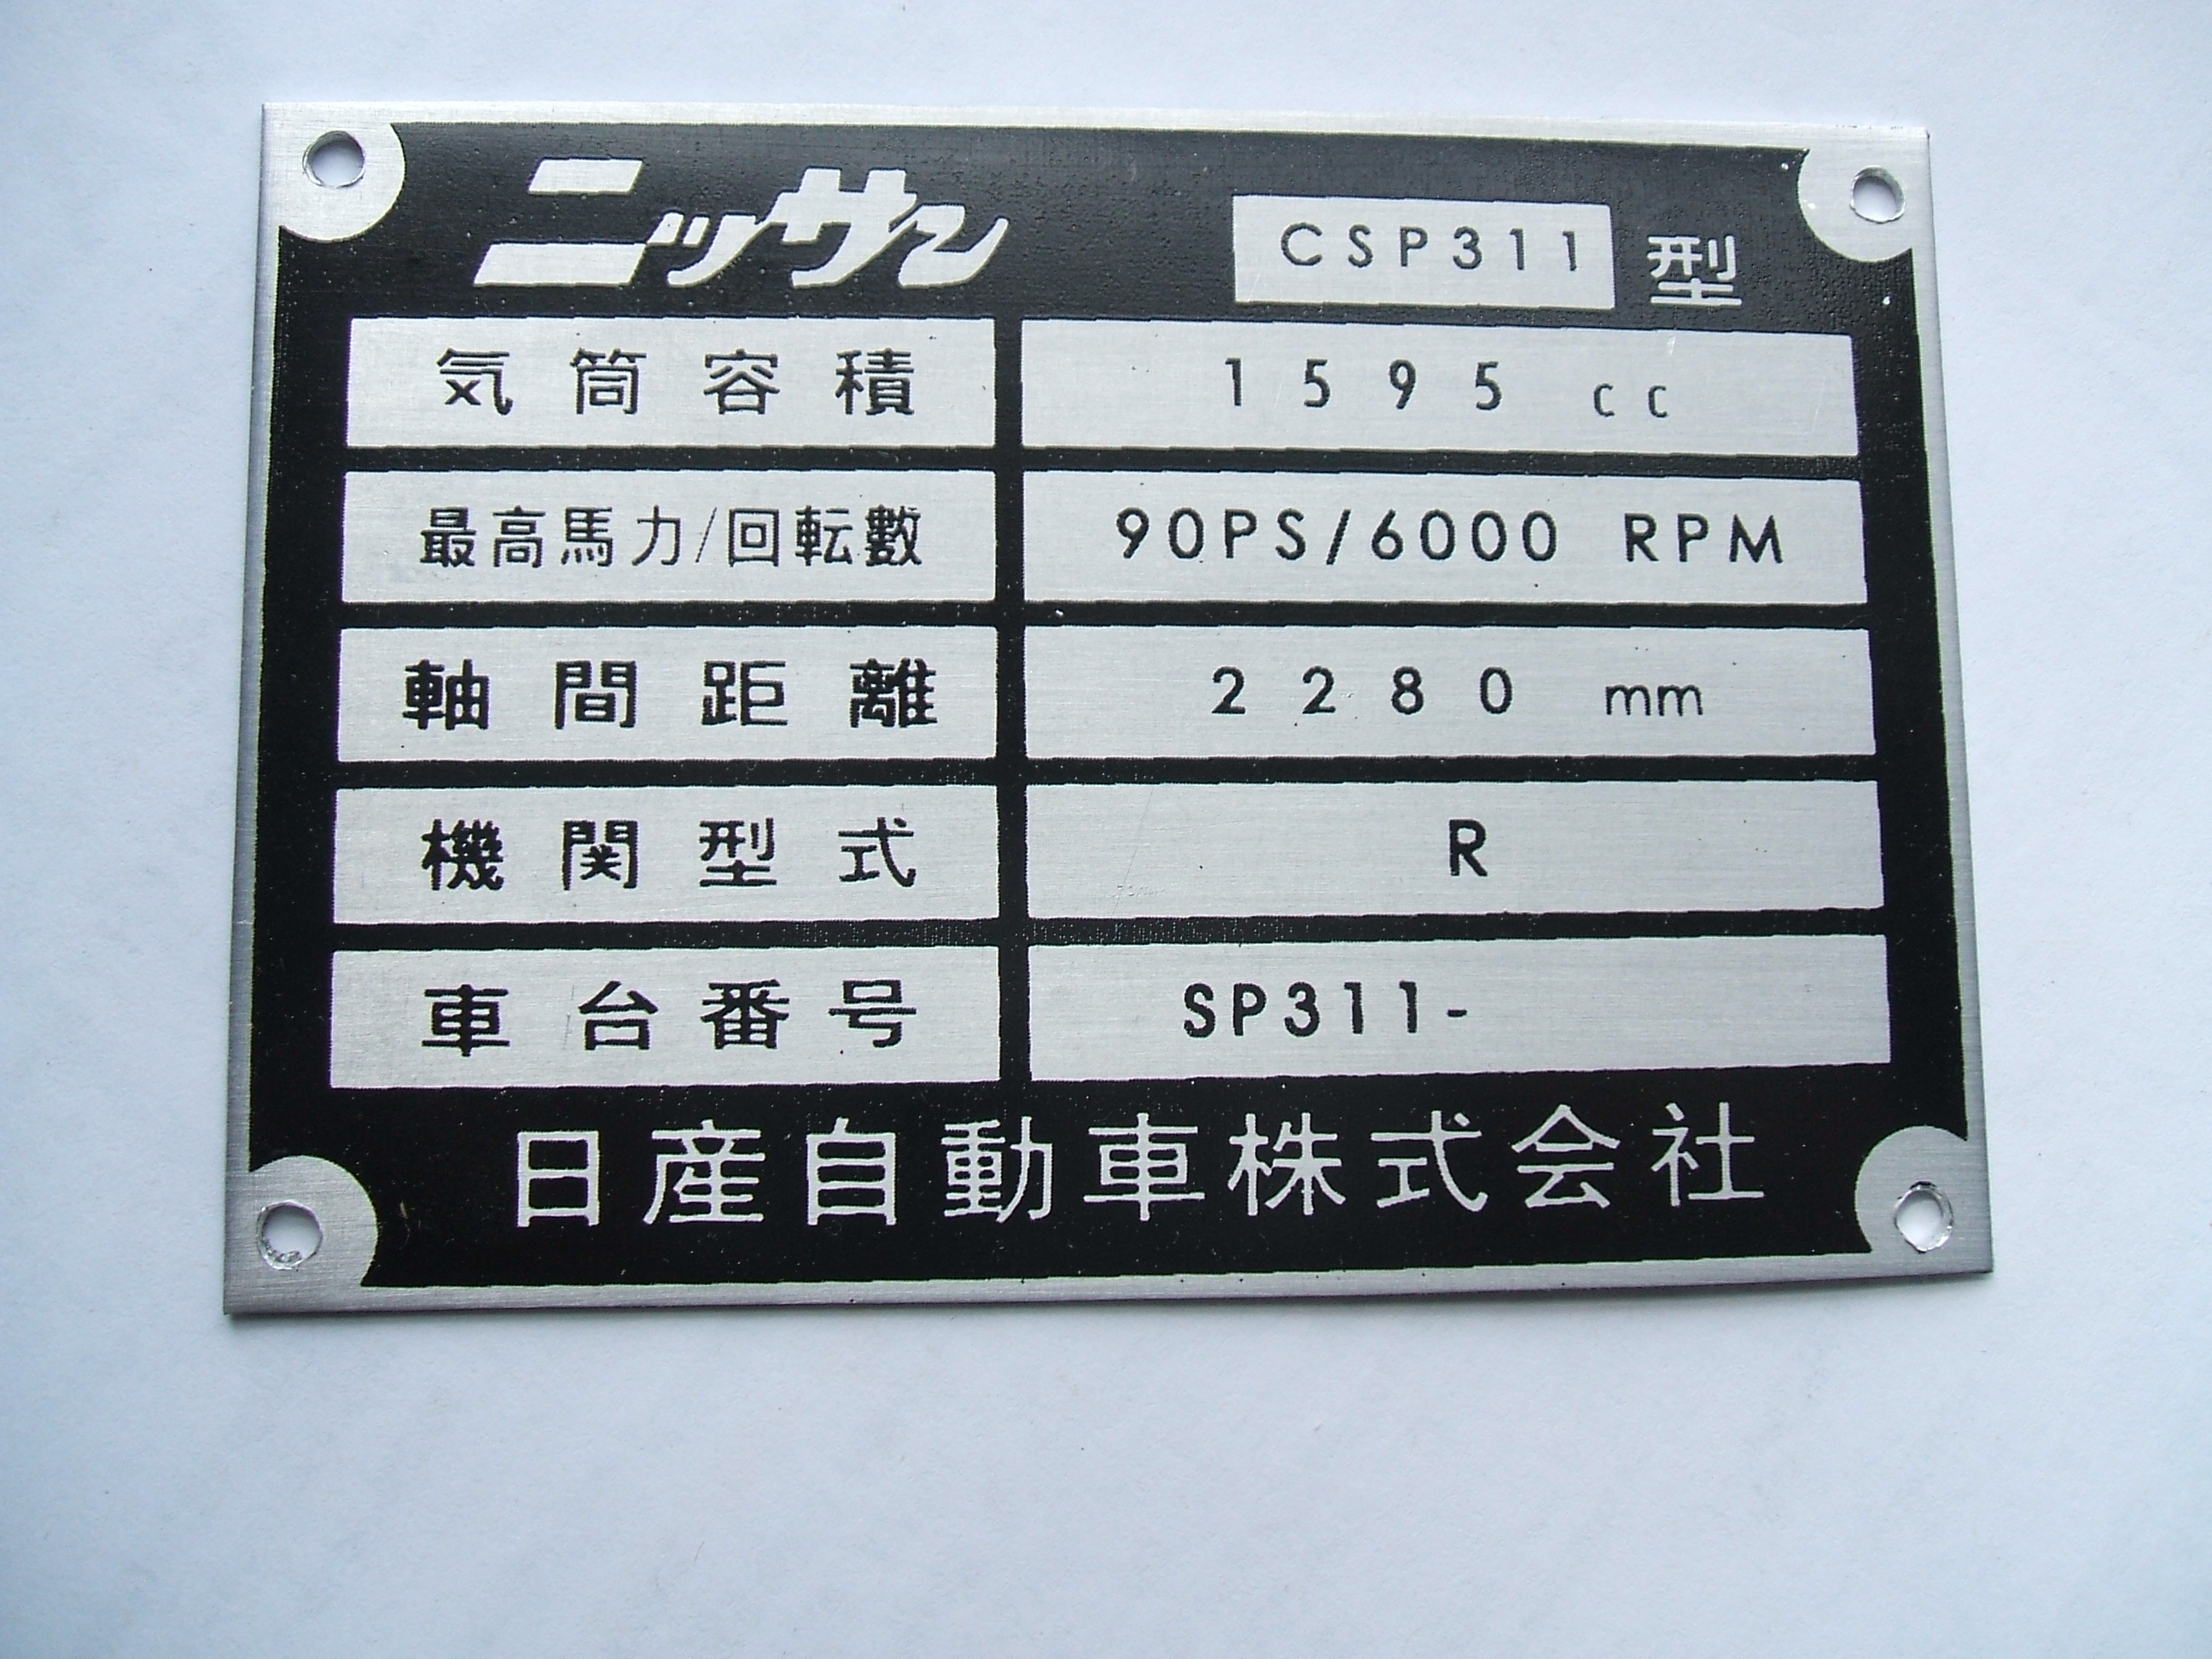 ニッサン CSP311 型
気筒容積 1595 cc
最高馬力/回転數 90PS/6000 RPM
軸間距離 2280 mm
機関型式 R
車台番号 SP311-
日産自動車株式会社